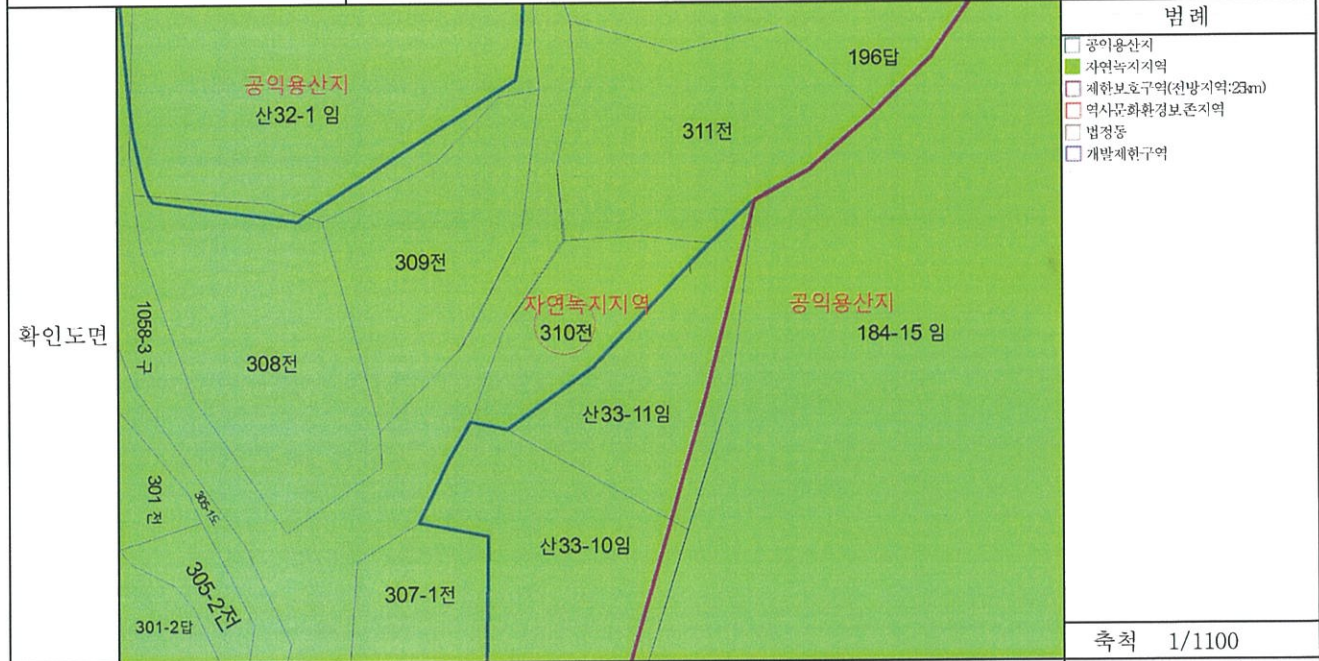 확인도면
공익용산지
산32-1 임
196답
311전
309전
자연녹지지역
310전
공익용산지
184-15 임
1058-3 구
308전
산33-11임
301 전
305-2전
산33-10임
307-1전
301-2답
범례
공익용산지
자연녹지지역
제한보호구역(전방지역:25km)
역사문화환경보존지역
법정동
개발제한구역
축척 1/1100